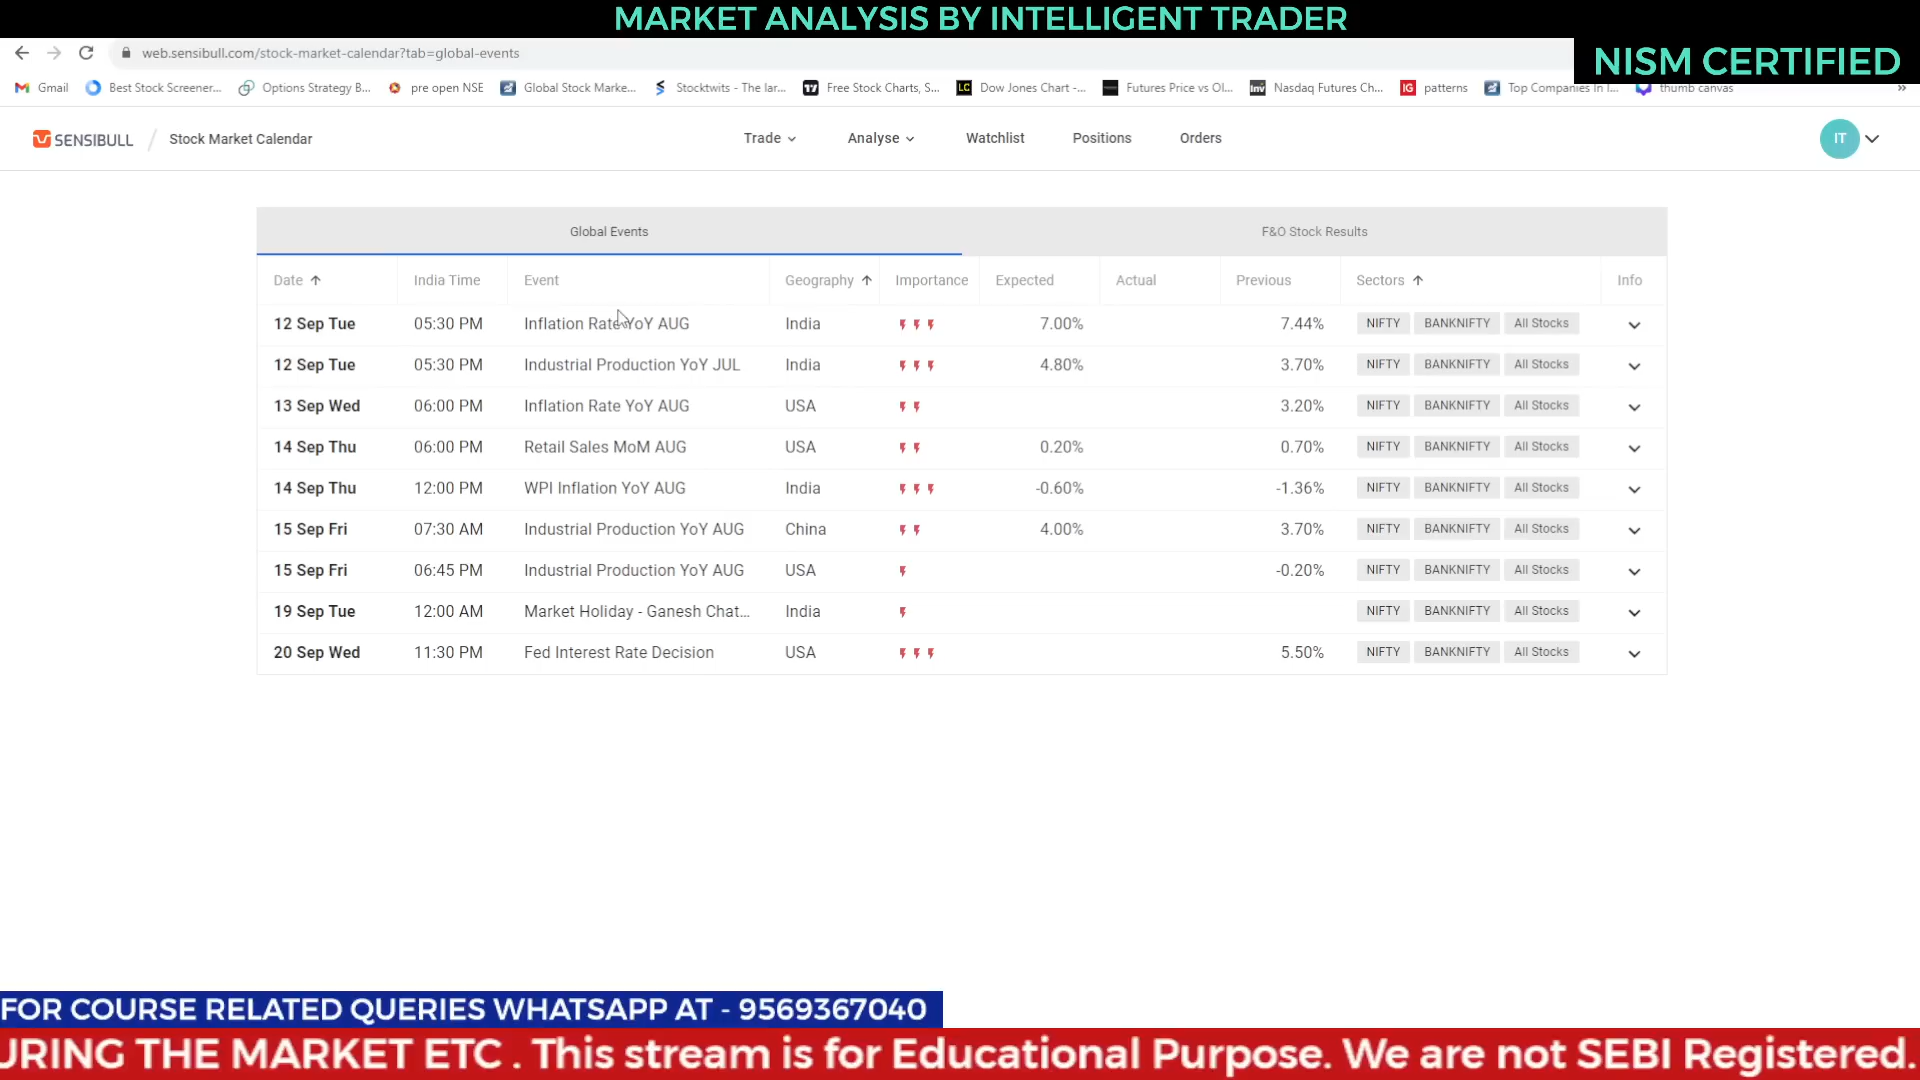 MARKET ANALYSIS BY INTELLIGENT TRADER
web.sensibull.com/stock-market-calendar?tab=global-events
NISM CERTIFIED
Gmail Best Stock Screener... Options Strategy B... pre open NSE Global Stock Marke... Stocktwits - The lar... Free Stock Charts, S... Dow Jones Chart -... Futures Price vs Ol... Nasdaq Futures Ch... patterns Top Companies In I... thumb canvas »
SENSIBULL / Stock Market Calendar Trade Analyse Watchlist Positions Orders IT
Global Events F&O Stock Results
Date India Time Event Geography Importance Expected Actual Previous Sectors Info
12 Sep Tue 05:30 PM Inflation Rate YoY AUG India 7.00% 7.44% NIFTY BANKNIFTY All Stocks
12 Sep Tue 05:30 PM Industrial Production YoY JUL India 4.80% 3.70% NIFTY BANKNIFTY All Stocks
13 Sep Wed 06:00 PM Inflation Rate YoY AUG USA 3.20% NIFTY BANKNIFTY All Stocks
14 Sep Thu 06:00 PM Retail Sales MoM AUG USA 0.20% 0.70% NIFTY BANKNIFTY All Stocks
14 Sep Thu 12:00 PM WPI Inflation YoY AUG India -0.60% -1.36% NIFTY BANKNIFTY All Stocks
15 Sep Fri 07:30 AM Industrial Production YoY AUG China 4.00% 3.70% NIFTY BANKNIFTY All Stocks
15 Sep Fri 06:45 PM Industrial Production YoY AUG USA -0.20% NIFTY BANKNIFTY All Stocks
19 Sep Tue 12:00 AM Market Holiday - Ganesh Chat... India NIFTY BANKNIFTY All Stocks
20 Sep Wed 11:30 PM Fed Interest Rate Decision USA 5.50% NIFTY BANKNIFTY All Stocks
FOR COURSE RELATED QUERIES WHATSAPP AT - 9569367040
URING THE MARKET ETC . This stream is for Educational Purpose. We are not SEBI Registered.